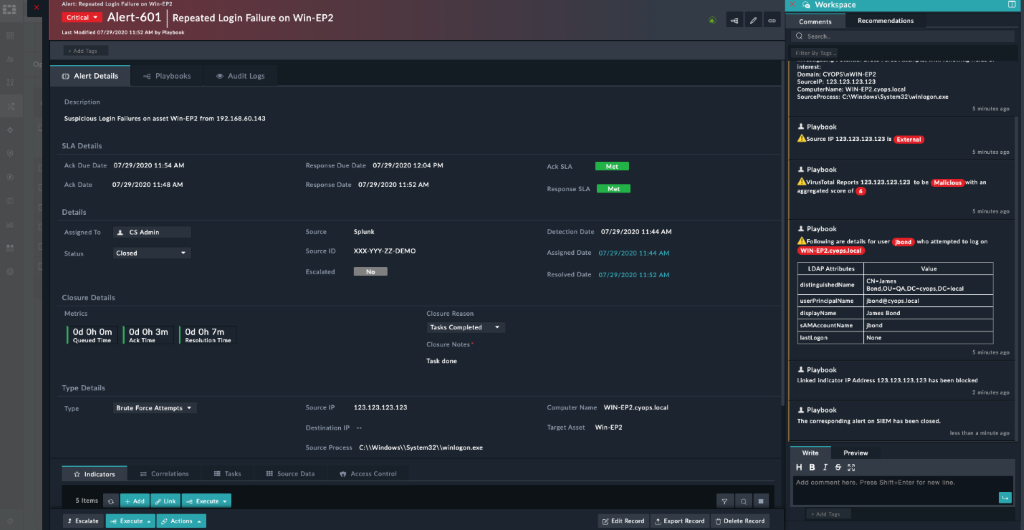 Alert: Repeated Login Failure on Win-EP2
Critical
Alert-601 | Repeated Login Failure on Win-EP2
Last Modified 07/29/2020 11:52 AM by Playbook
+ Add Tags
Alert Details
Playbooks
Audit Logs
Description
Suspicious Login Failures on asset Win-EP2 from 192.168.60.143
SLA Details
Ack Due Date 07/29/2020 11:54 AM
Response Due Date 07/29/2020 12:04 PM
Ack SLA Met
Ack Date 07/29/2020 11:48 AM
Response Date 07/29/2020 11:52 AM
Response SLA Met
Details
Assigned To CS Admin
Source Splunk
Detection Date 07/29/2020 11:44 AM
Status Closed
Source ID XXX-YYY-ZZ-DEMO
Assigned Date 07/29/2020 11:44 AM
Escalated No
Resolved Date 07/29/2020 11:52 AM
Closure Details
Metrics
0d 0h 0m
Queued Time
0d 0h 3m
Ack Time
0d 0h 7m
Resolution Time
Closure Reason
Tasks Completed
Closure Notes*
Task done
Type Details
Type Brute Force Attempts
Source IP 123.123.123.123
Computer Name WIN-EP2.cyops.local
Destination IP --
Target Asset Win-EP2
Source Process C:\\Windows\\System32\\winlogon.exe
Indicators
Correlations
Tasks
Source Data
Access Control
5 Items
+ Add
Link
Execute
Escalate
Execute
Actions
Edit Record
Export Record
Delete Record
Workspace
Comments
Recommendations
Search..
Filter By Tags..
interest:
Domain: CYOPS\nWIN-EP2
SourceIP: 123.123.123.123
ComputerName: WIN-EP2.cyops.local
SourceProcess: C:\Windows\System32\winlogon.exe
5 minutes ago
Playbook
Source IP 123.123.123.123 is External
5 minutes ago
Playbook
VirusTotal Reports 123.123.123.123 to be Malicious with an
aggregated score of 6
5 minutes ago
Playbook
Following are details for user jbond who attempted to log on
WIN-EP2.cyops.local
LDAP Attributes Value
distinguishedName CN=James
Bond,OU=QA,DC=cyops,DC=local
userPrincipalName jbond@cyops.local
displayName James Bond
sAMAccountName jbond
lastLogon None
5 minutes ago
Playbook
Linked indicator IP Address 123.123.123.123 has been blocked
2 minutes ago
Playbook
The corresponding alert on SIEM has been closed.
less than a minute ago
Write
Preview
H B I S
Add comment here. Press Shift+Enter for new line.
+ Add Tags